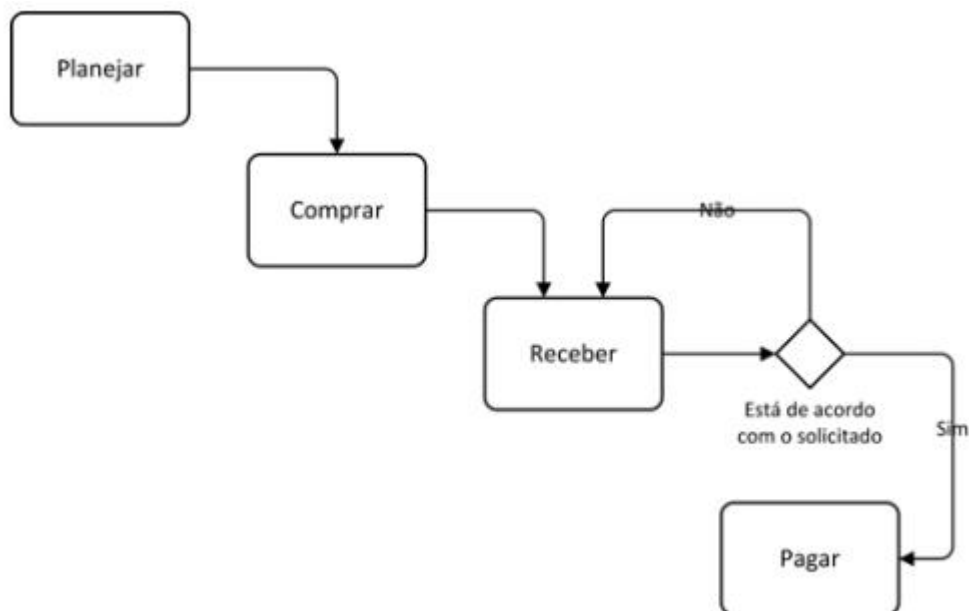 Planejar
Comprar
Não
Receber
Está de acordo
com o solicitado
Sim
Pagar